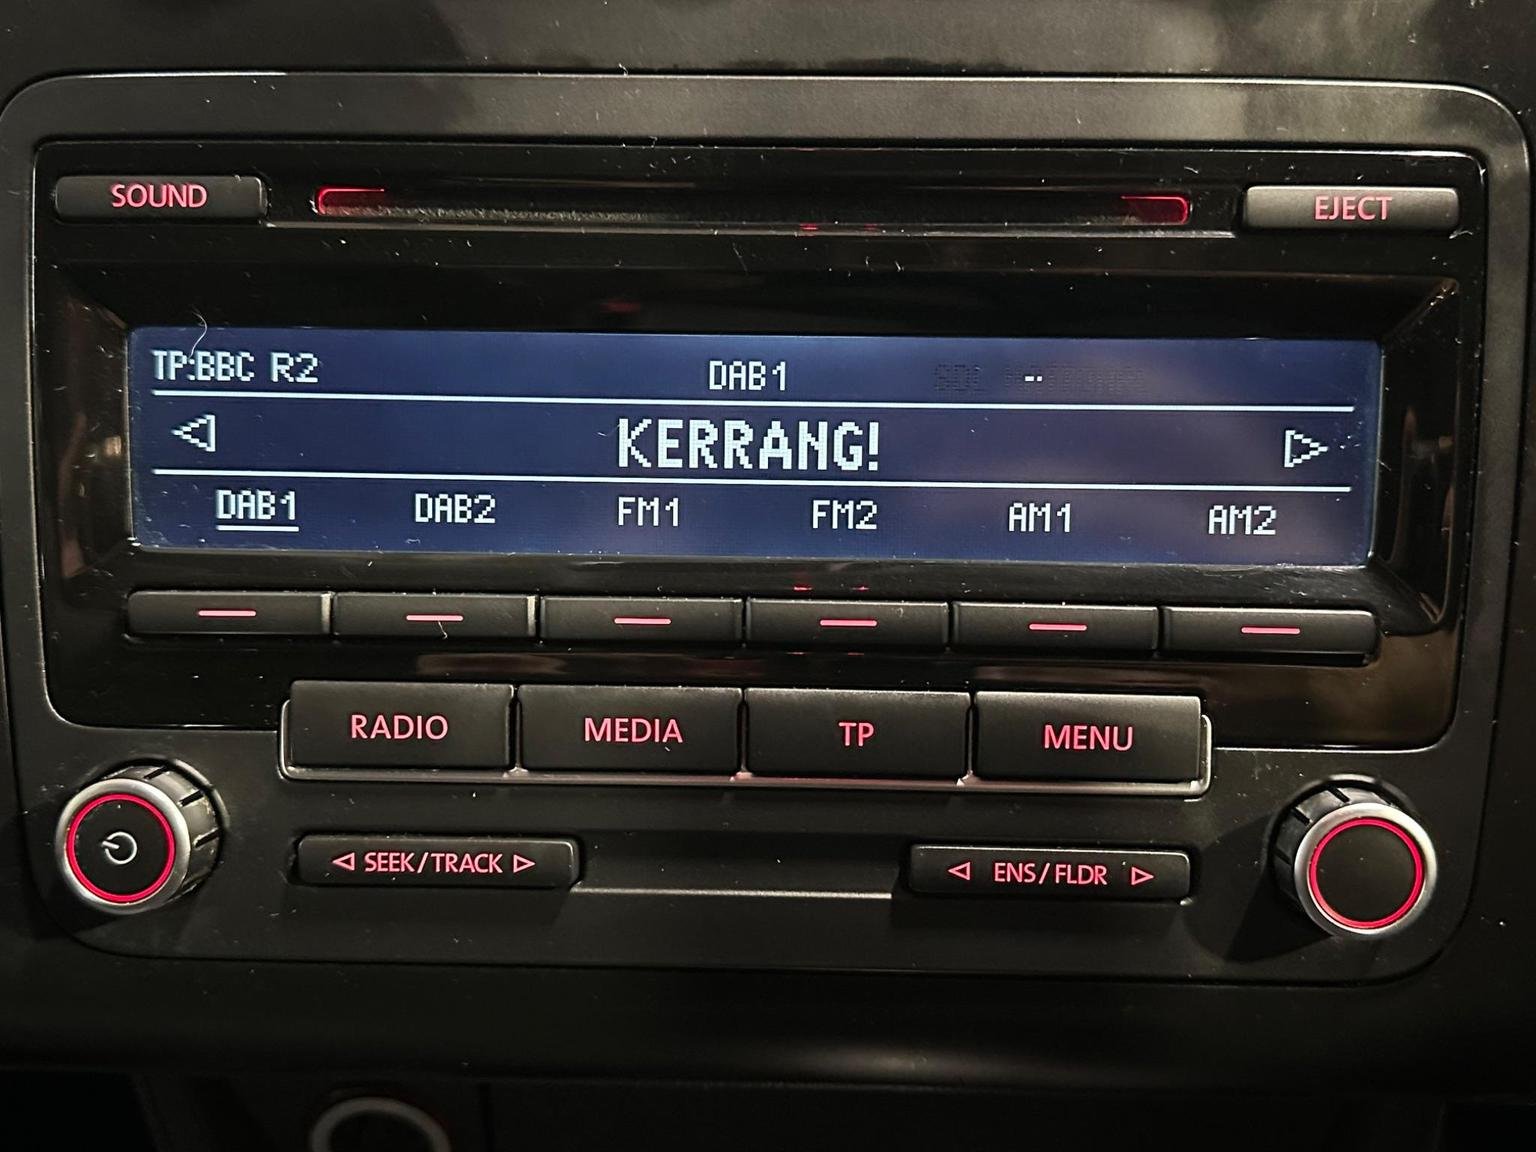 SOUND
EJECT
TP:BBC R2 DAB1 --
KERRANG!
DAB1 DAB2 FM1 FM2 AM1 AM2
RADIO MEDIA TP MENU
SEEK/TRACK ENS/FLDR